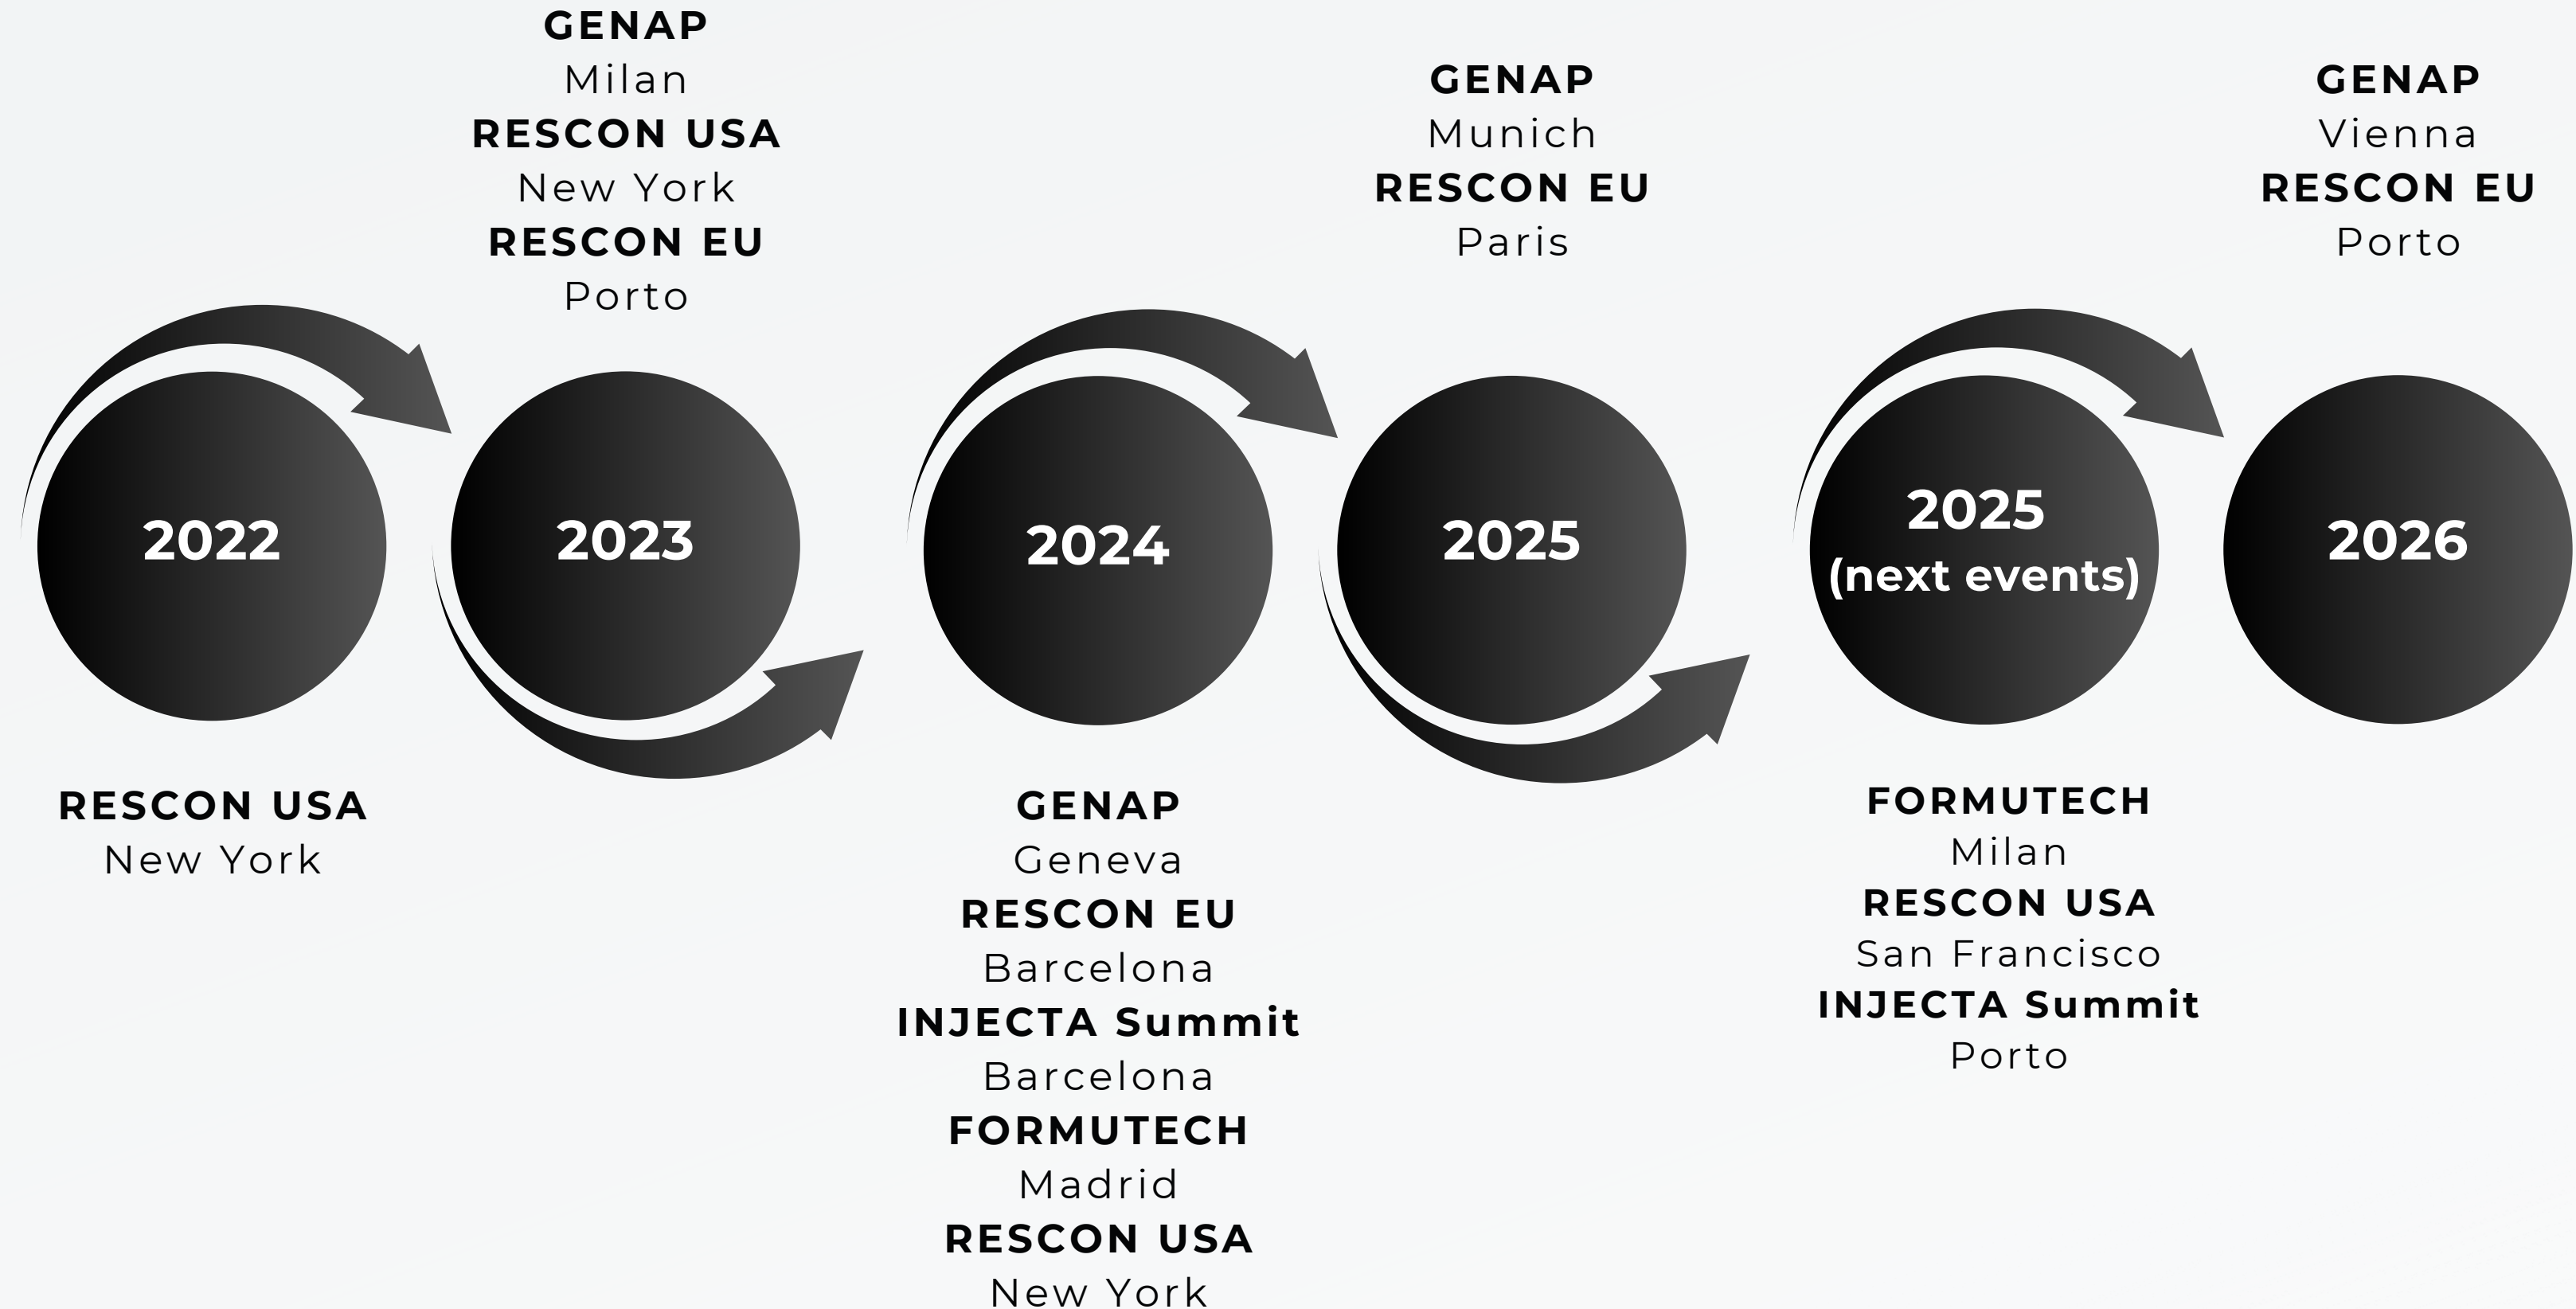 2022
RESCON USA
New York
GENAP
Milan
RESCON USA
New York
RESCON EU
Porto
2023
2024
GENAP
Geneva
RESCON EU
Barcelona
INJECTA Summit
Barcelona
FORMUTECH
Madrid
RESCON USA
New York
GENAP
Munich
RESCON EU
Paris
2025
2025
(next events)
FORMUTECH
Milan
RESCON USA
San Francisco
INJECTA Summit
Porto
GENAP
Vienna
RESCON EU
Porto
2026